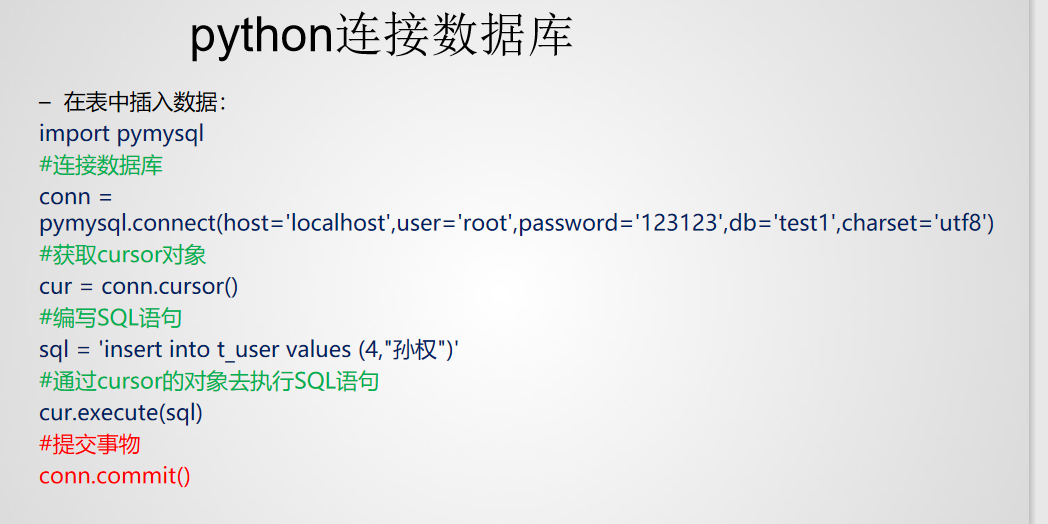 python连接数据库
– 在表中插入数据：
import pymysql
#连接数据库
conn =
pymysql.connect(host='localhost',user='root',password='123123',db='test1',charset='utf8')
#获取cursor对象
cur = conn.cursor()
#编写SQL语句
sql = 'insert into t_user values (4,"孙权")'
#通过cursor的对象去执行SQL语句
cur.execute(sql)
#提交事物
conn.commit()